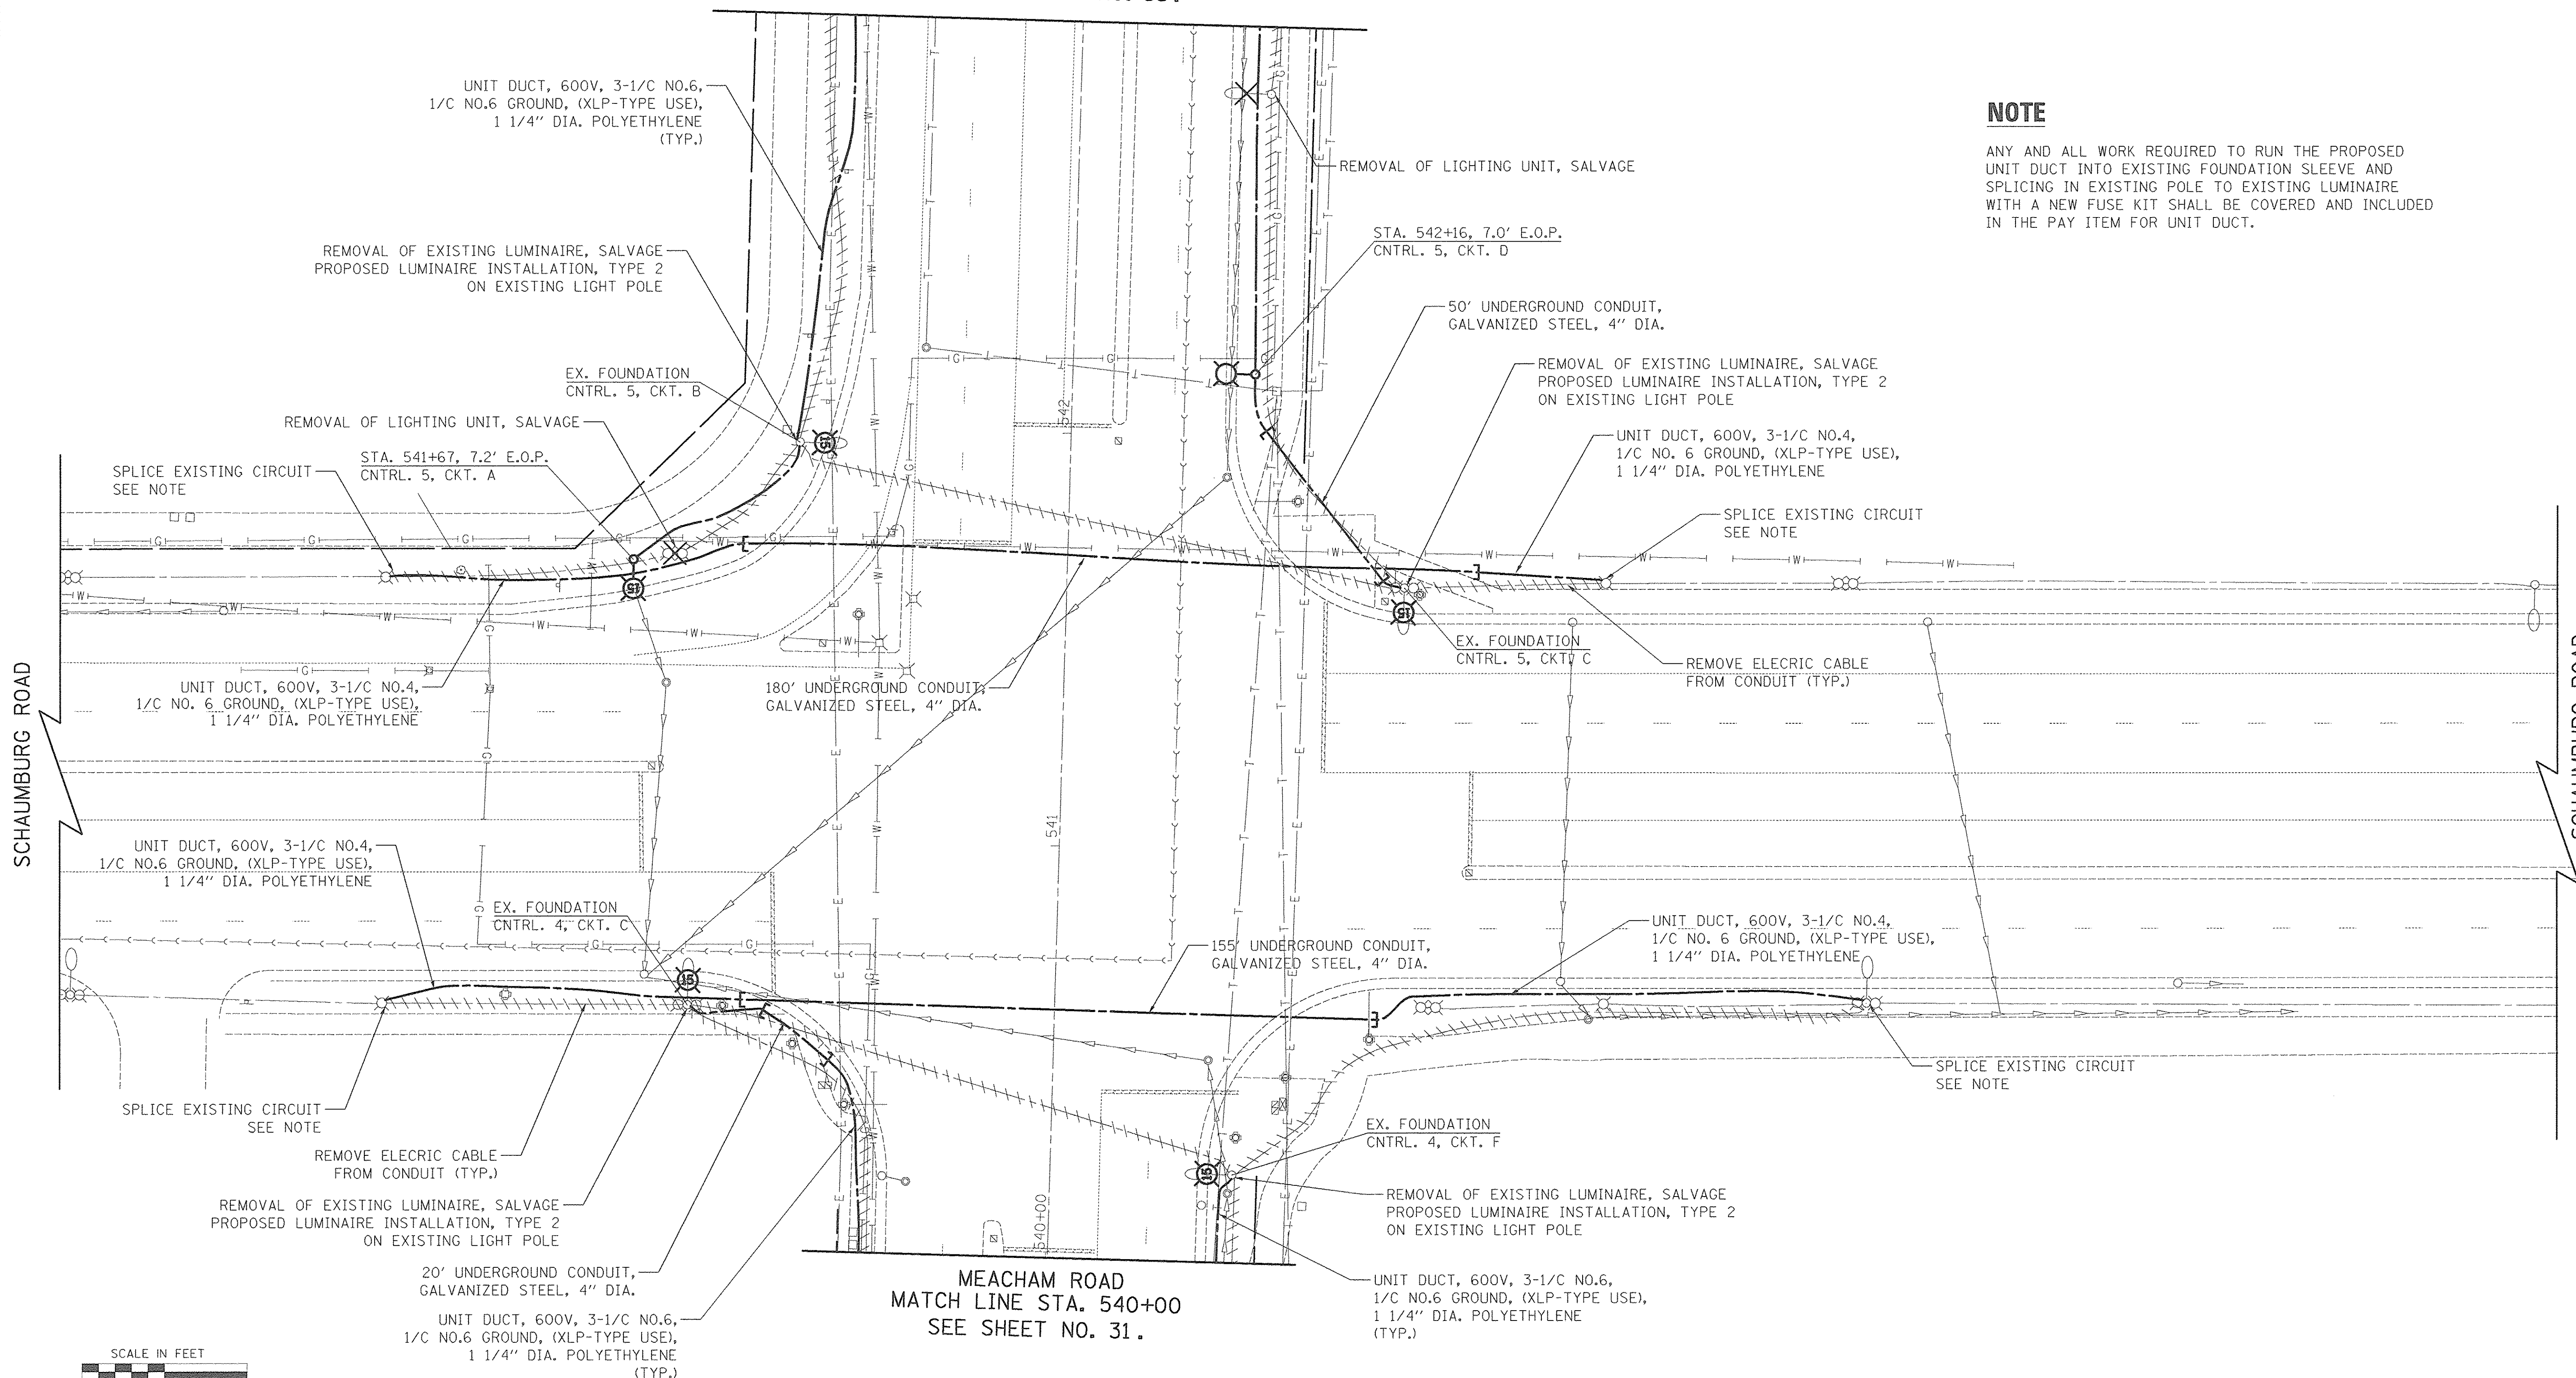 UNIT DUCT, 600V, 3-1/C NO.6,
1/C NO.6 GROUND, (XLP-TYPE USE),
1 1/4" DIA. POLYETHYLENE
(TYP.)
NOTE
ANY AND ALL WORK REQUIRED TO RUN THE PROPOSED
UNIT DUCT INTO EXISTING FOUNDATION SLEEVE AND
SPLICING IN EXISTING POLE TO EXISTING LUMINAIRE
WITH A NEW FUSE KIT SHALL BE COVERED AND INCLUDED
IN THE PAY ITEM FOR UNIT DUCT.
REMOVAL OF LIGHTING UNIT, SALVAGE
REMOVAL OF EXISTING LUMINAIRE, SALVAGE
PROPOSED LUMINAIRE INSTALLATION, TYPE 2
ON EXISTING LIGHT POLE
STA. 542+16, 7.0' E.O.P.
CNTRL. 5, CKT. D
50' UNDERGROUND CONDUIT,
GALVANIZED STEEL, 4" DIA.
REMOVAL OF EXISTING LUMINAIRE, SALVAGE
PROPOSED LUMINAIRE INSTALLATION, TYPE 2
ON EXISTING LIGHT POLE
EX. FOUNDATION
CNTRL. 5, CKT. B
542
REMOVAL OF LIGHTING UNIT, SALVAGE
15
UNIT DUCT, 600V, 3-1/C NO.4,
1/C NO. 6 GROUND, (XLP-TYPE USE),
1 1/4" DIA. POLYETHYLENE
SPLICE EXISTING CIRCUIT
SEE NOTE
STA. 541+67, 7.2' E.O.P.
CNTRL. 5, CKT. A
SPLICE EXISTING CIRCUIT
SEE NOTE
15
15
EX. FOUNDATION
CNTRL. 5, CKT. C
REMOVE ELECRIC CABLE
FROM CONDUIT (TYP.)
UNIT DUCT, 600V, 3-1/C NO.4,
1/C NO. 6 GROUND, (XLP-TYPE USE),
1 1/4" DIA. POLYETHYLENE
180' UNDERGROUND CONDUIT,
GALVANIZED STEEL, 4" DIA.
SCHAUMBURG ROAD
SCHAUMBURG ROAD
541
UNIT DUCT, 600V, 3-1/C NO.4,
1/C NO.6 GROUND, (XLP-TYPE USE),
1 1/4" DIA. POLYETHYLENE
EX. FOUNDATION
CNTRL. 4, CKT. C
15
155' UNDERGROUND CONDUIT,
GALVANIZED STEEL, 4" DIA.
UNIT DUCT, 600V, 3-1/C NO.4,
1/C NO. 6 GROUND, (XLP-TYPE USE),
1 1/4" DIA. POLYETHYLENE
SPLICE EXISTING CIRCUIT
SEE NOTE
SPLICE EXISTING CIRCUIT
SEE NOTE
EX. FOUNDATION
CNTRL. 4, CKT. F
15
REMOVE ELECRIC CABLE
FROM CONDUIT (TYP.)
REMOVAL OF EXISTING LUMINAIRE, SALVAGE
PROPOSED LUMINAIRE INSTALLATION, TYPE 2
ON EXISTING LIGHT POLE
REMOVAL OF EXISTING LUMINAIRE, SALVAGE
PROPOSED LUMINAIRE INSTALLATION, TYPE 2
ON EXISTING LIGHT POLE
540+00
20' UNDERGROUND CONDUIT,
GALVANIZED STEEL, 4" DIA.
MEACHAM ROAD
MATCH LINE STA. 540+00
SEE SHEET NO. 31.
UNIT DUCT, 600V, 3-1/C NO.6,
1/C NO.6 GROUND, (XLP-TYPE USE),
1 1/4" DIA. POLYETHYLENE
(TYP.)
UNIT DUCT, 600V, 3-1/C NO.6,
1/C NO.6 GROUND, (XLP-TYPE USE),
1 1/4" DIA. POLYETHYLENE
(TYP.)
SCALE IN FEET